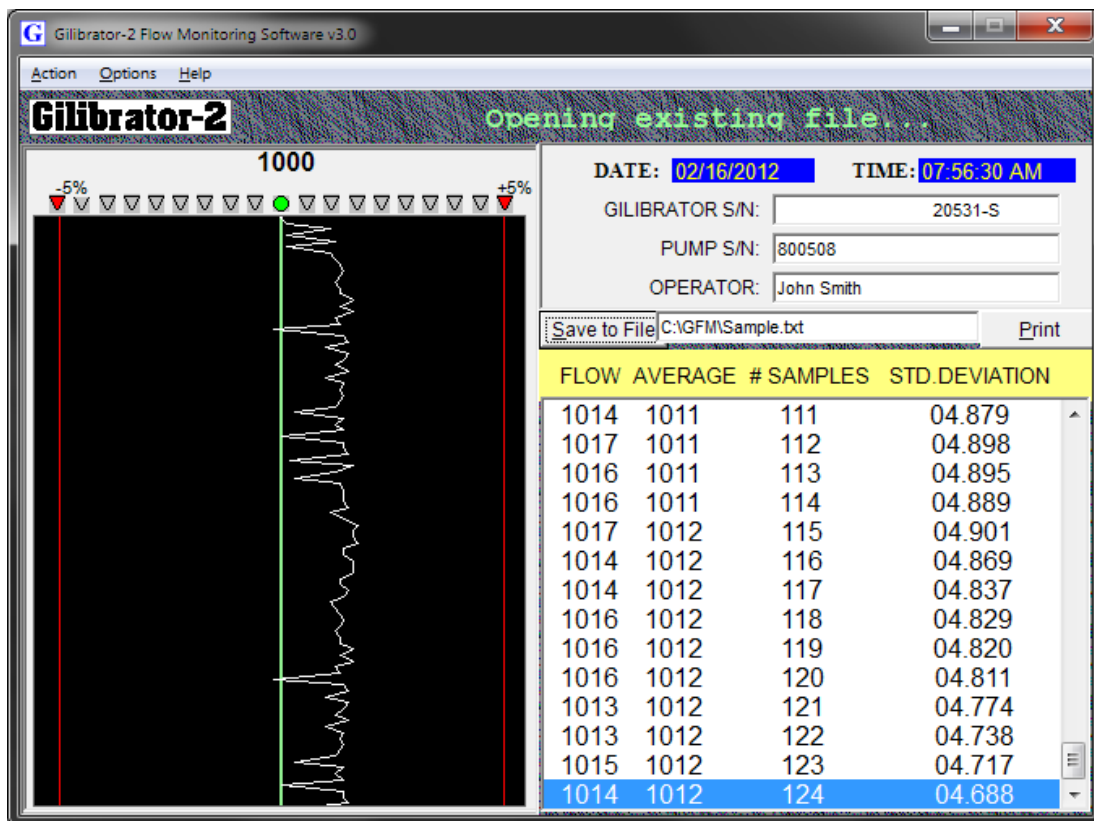 G Gilibrator-2 Flow Monitoring Software v3.0
Action Options Help
Gilibrator-2 Opening existing file...
1000
-5% +5%
DATE: 02/16/2012 TIME: 07:56:30 AM
GILIBRATOR S/N: 20531-S
PUMP S/N: 800508
OPERATOR: John Smith
Save to File C:\GFM\Sample.txt Print
FLOW AVERAGE # SAMPLES STD.DEVIATION
1014 1011 111 04.879
1017 1011 112 04.898
1016 1011 113 04.895
1016 1011 114 04.889
1017 1012 115 04.901
1014 1012 116 04.869
1014 1012 117 04.837
1016 1012 118 04.829
1016 1012 119 04.820
1016 1012 120 04.811
1013 1012 121 04.774
1013 1012 122 04.738
1015 1012 123 04.717
1014 1012 124 04.688